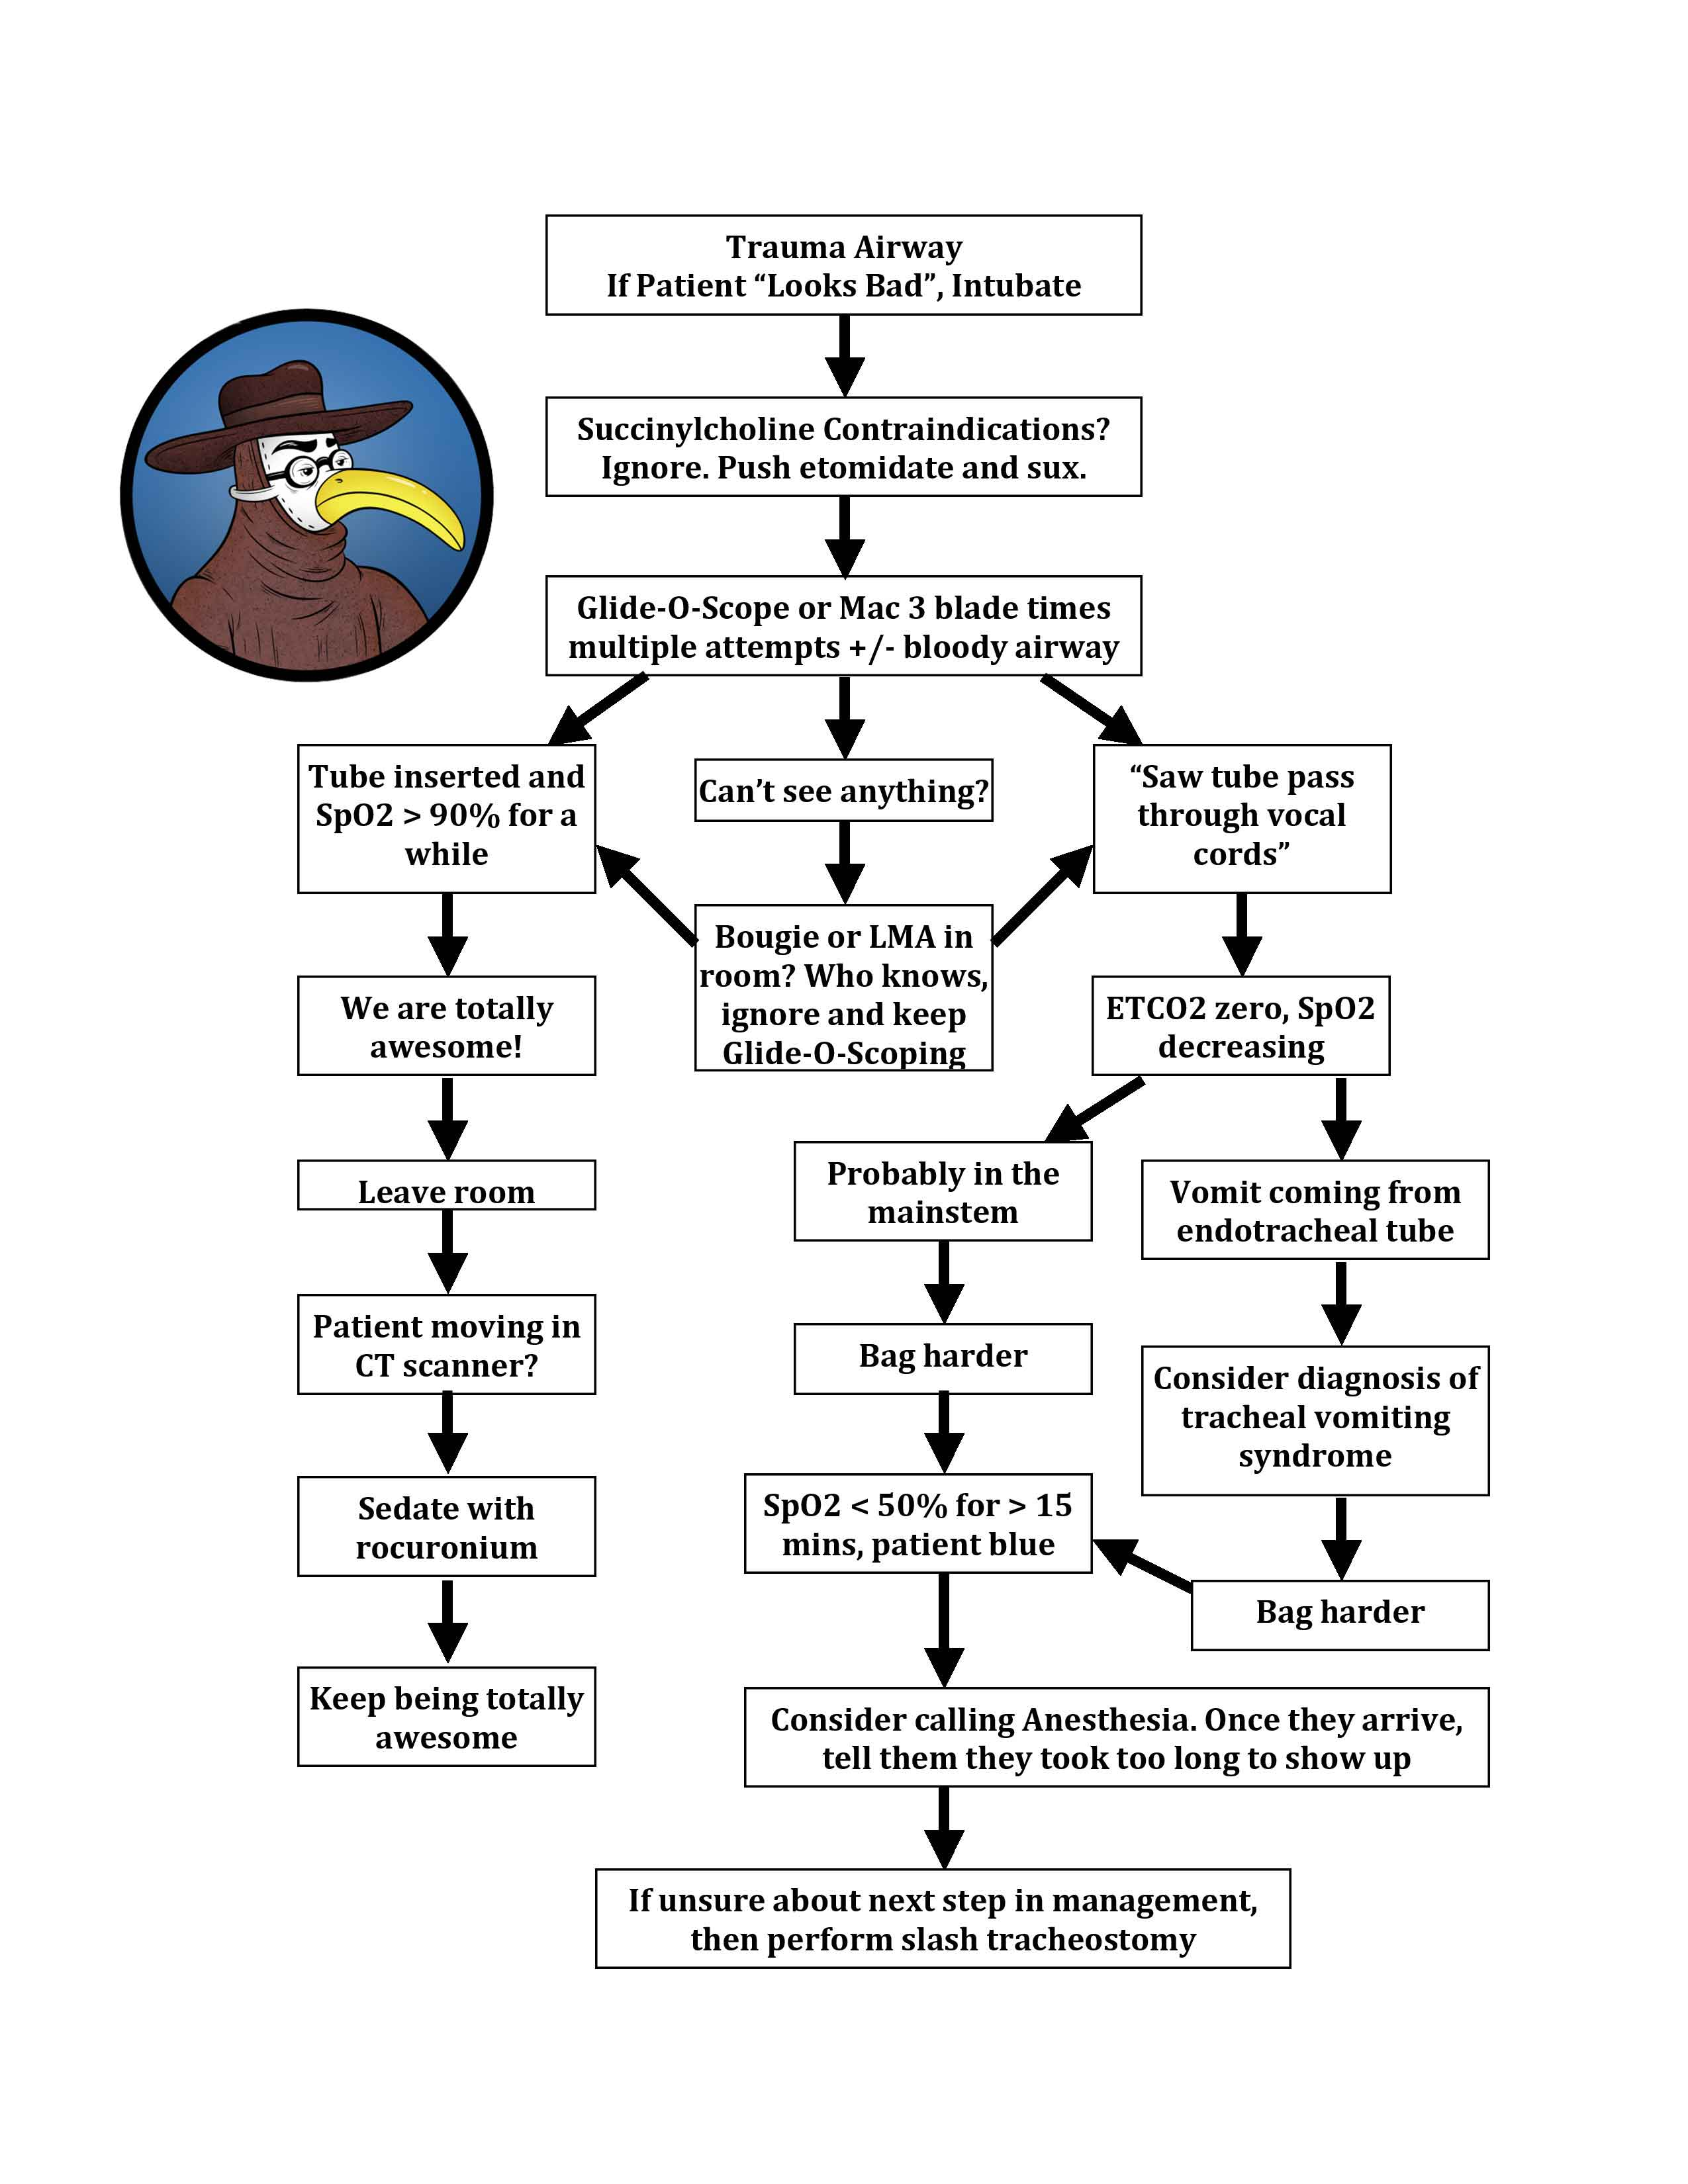 Trauma Airway
If Patient “Looks Bad”, Intubate
Succinylcholine Contraindications?
Ignore. Push etomidate and sux.
Glide-O-Scope or Mac 3 blade times
multiple attempts +/- bloody airway
Tube inserted and
SpO2 > 90% for a
while
Can’t see anything?
“Saw tube pass
through vocal
cords”
Bougie or LMA in
room? Who knows,
ignore and keep
Glide-O-Scoping
We are totally
awesome!
ETCO2 zero, SpO2
decreasing
Leave room
Probably in the
mainstem
Vomit coming from
endotracheal tube
Patient moving in
CT scanner?
Bag harder
Consider diagnosis of
tracheal vomiting
syndrome
Sedate with
rocuronium
SpO2 < 50% for > 15
mins, patient blue
Bag harder
Keep being totally
awesome
Consider calling Anesthesia. Once they arrive,
tell them they took too long to show up
If unsure about next step in management,
then perform slash tracheostomy